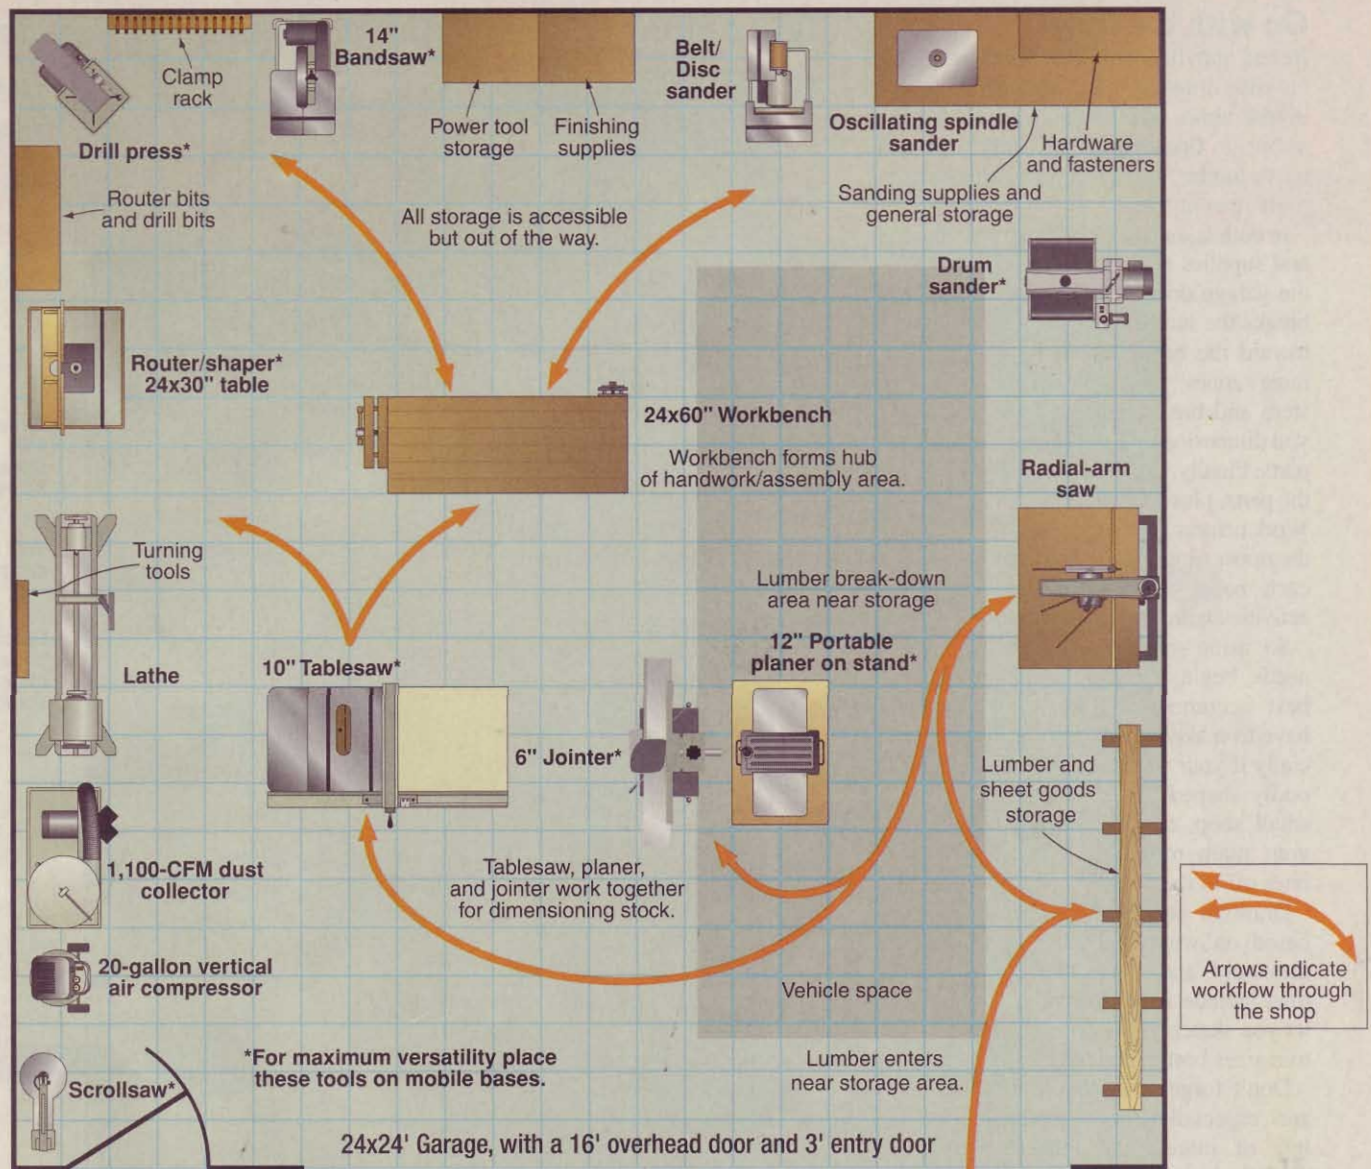 Clamp
rack
14"
Bandsaw*
Power tool
storage
Finishing
supplies
Belt/
Disc
sander
Oscillating spindle
sander
Hardware
and fasteners
Drill press*
Router bits
and drill bits
All storage is accessible
but out of the way.
Sanding supplies and
general storage
Drum
sander*
Router/shaper*
24x30" table
24x60" Workbench
Workbench forms hub
of handwork/assembly area.
Radial-arm
saw
Turning
tools
Lathe
Lumber break-down
area near storage
10" Tablesaw*
12" Portable
planer on stand*
6" Jointer*
Lumber and
sheet goods
storage
1,100-CFM dust
collector
Tablesaw, planer,
and jointer work together
for dimensioning stock.
20-gallon vertical
air compressor
Vehicle space
Arrows indicate
workflow through
the shop
Scrollsaw*
*For maximum versatility place
these tools on mobile bases.
Lumber enters
near storage area.
24x24' Garage, with a 16' overhead door and 3' entry door